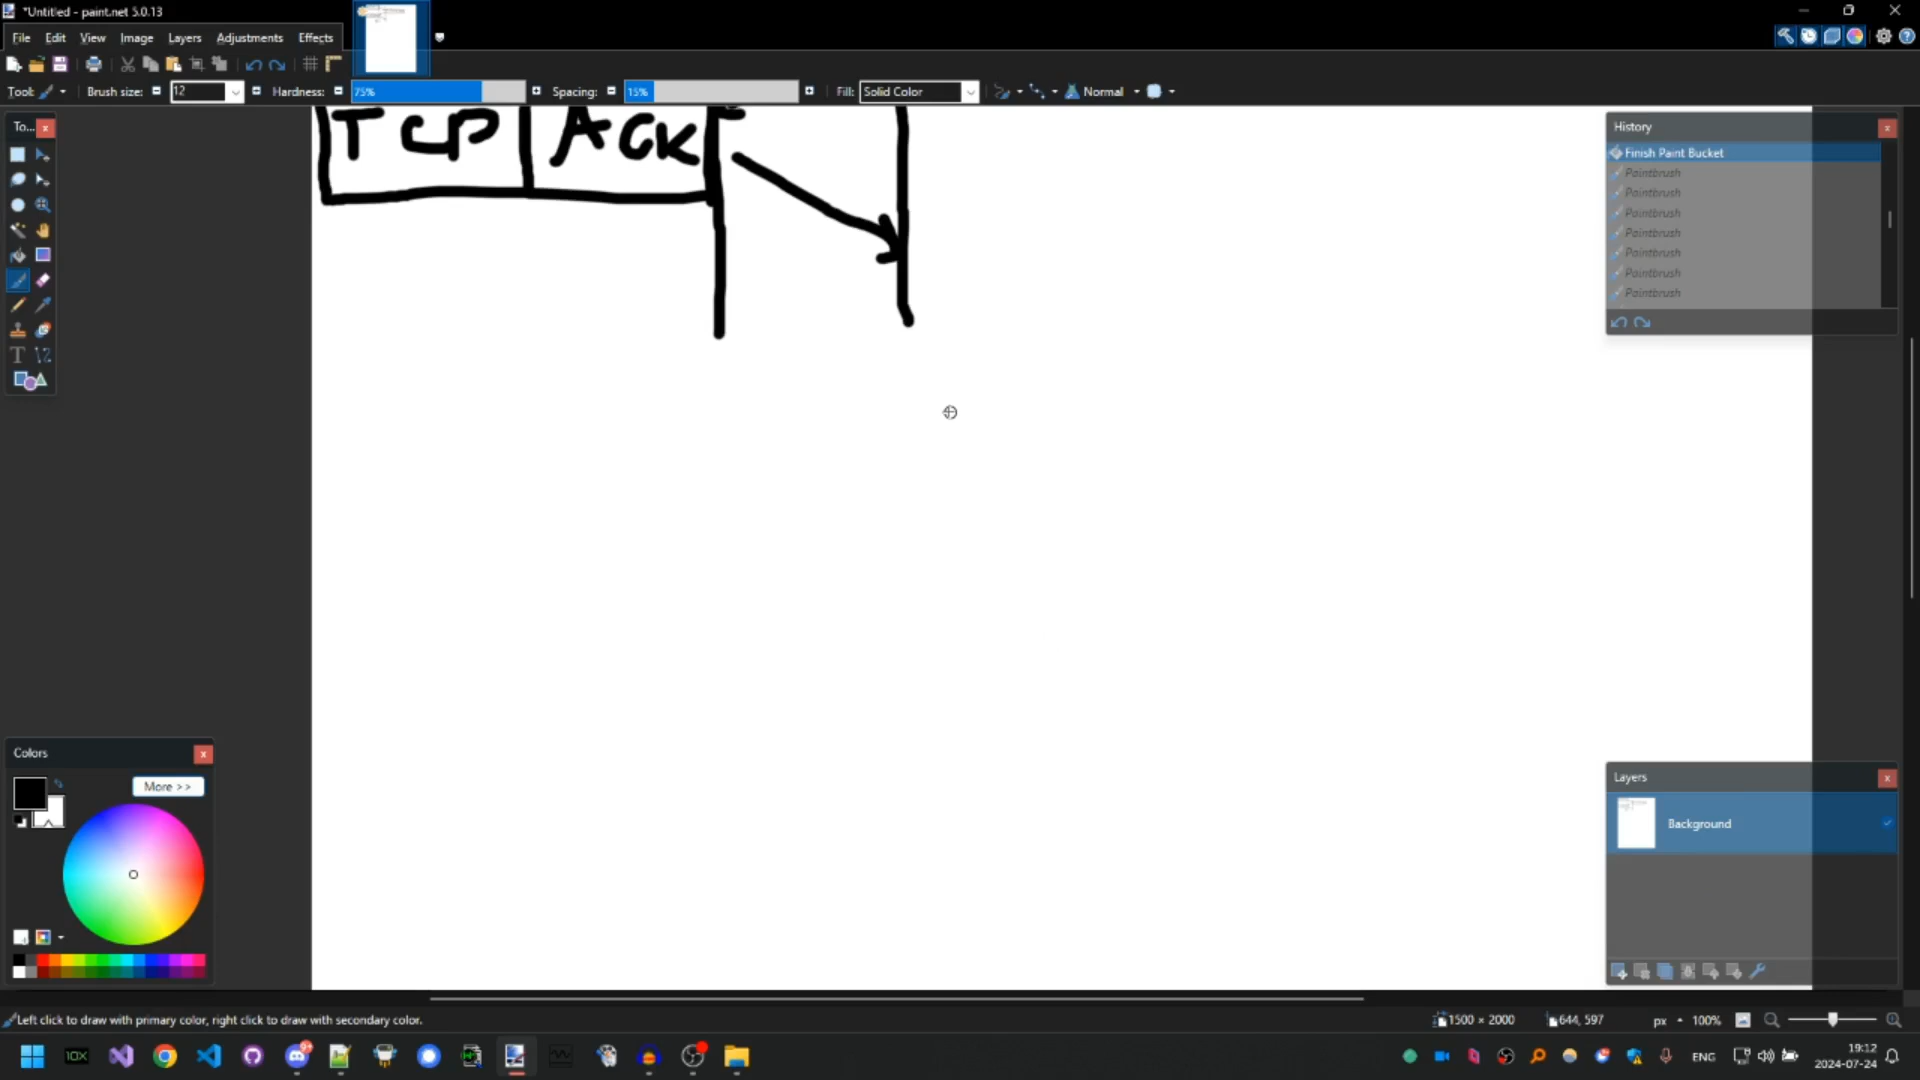 *Untitled - paint.net 5.0.13
File Edit View Image Layers Adjustments Effects
Tool: Brush size: 12 Hardness: 75% Spacing: 15% Fill: Solid Color Normal
To...
TCP ACK
History
Finish Paint Bucket
Paintbrush
Paintbrush
Paintbrush
Paintbrush
Paintbrush
Paintbrush
Paintbrush
Colors
More >>
Layers
Background
Left click to draw with primary color, right click to draw with secondary color.
1500 × 2000 644, 597 px 100%
10X
ENG
19:12
2024-07-24